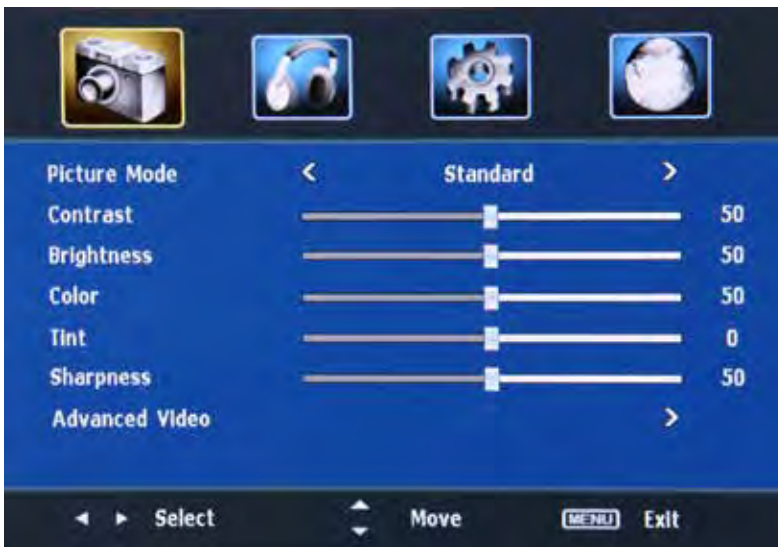 Picture Mode < Standard >
Contrast 50
Brightness 50
Color 50
Tint 0
Sharpness 50
Advanced Video >
◄ ► Select Move MENU Exit